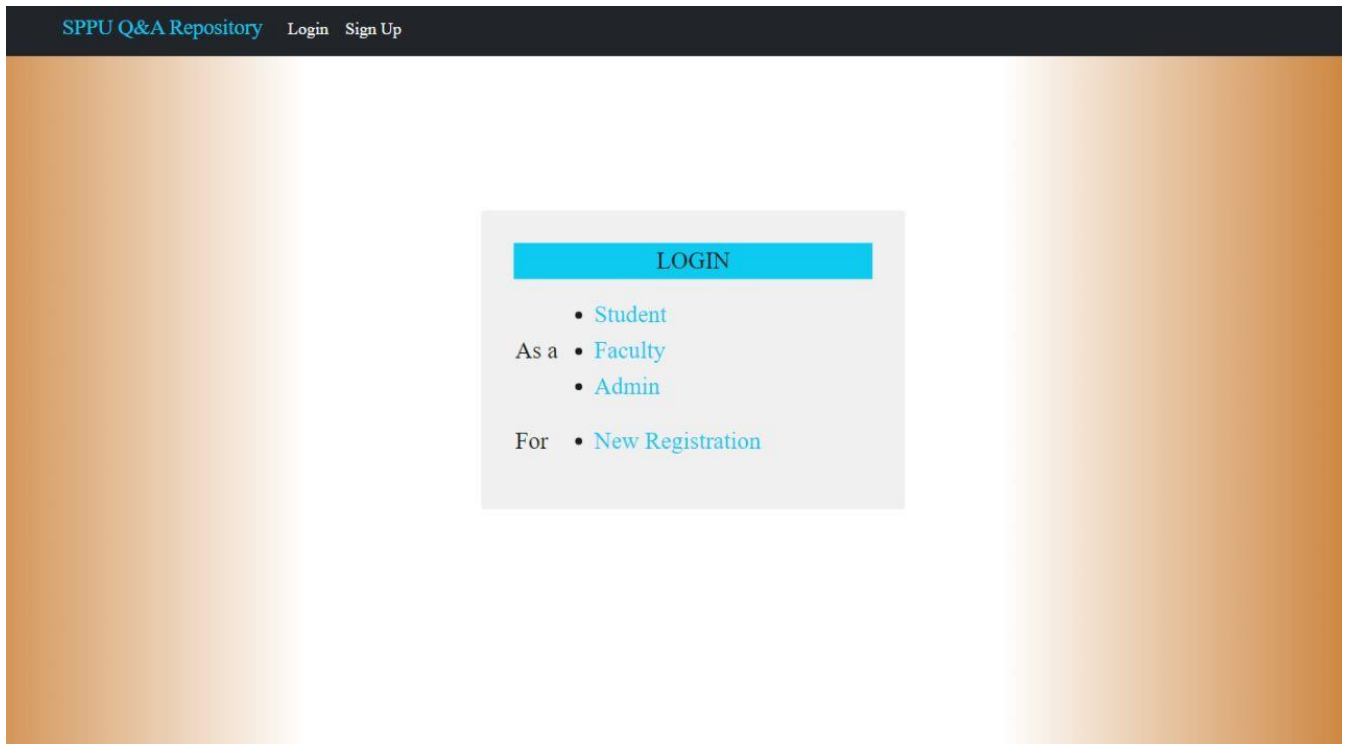 SPPU Q&A Repository Login Sign Up
LOGIN
• Student
As a • Faculty
• Admin
For • New Registration